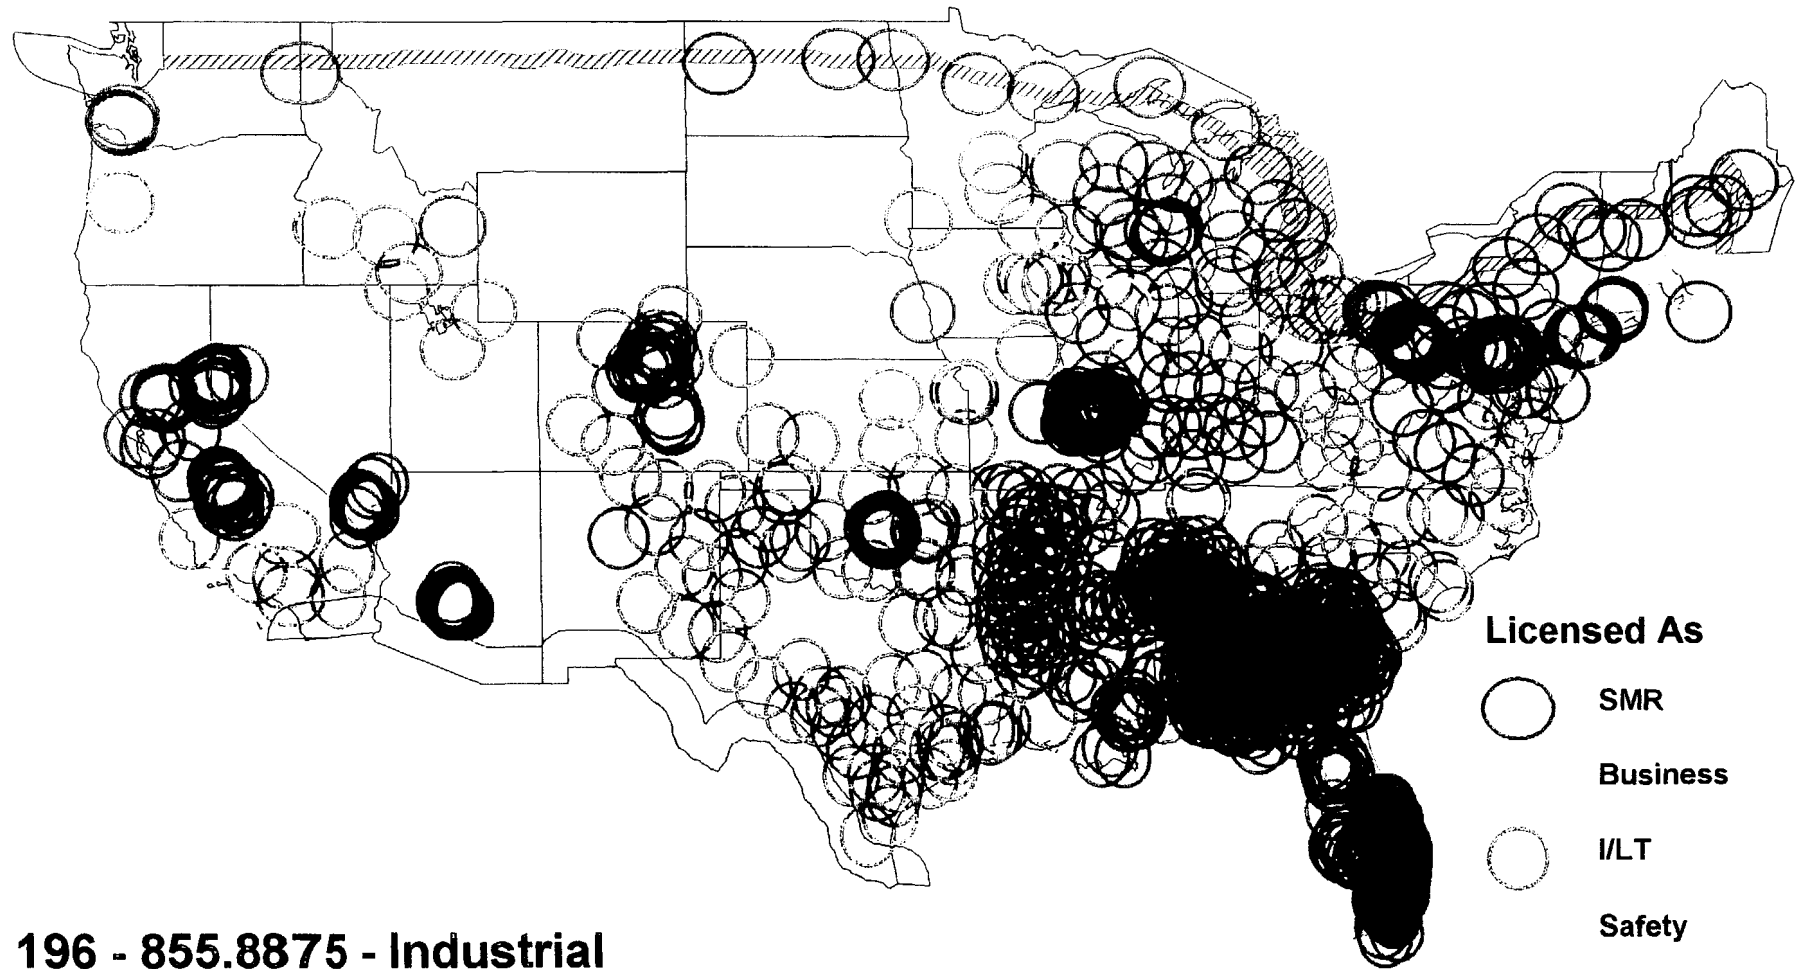 Licensed As
SMR
Business
I/LT
Safety
196 - 855.8875 - Industrial